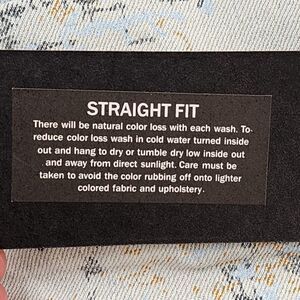 STRAIGHT FIT
There will be natural color loss with each wash. To
reduce color loss wash in cold water turned inside
out and hang to dry or tumble dry low inside out
and away from direct sunlight. Care must be
taken to avoid the color rubbing off onto lighter
colored fabric and upholstery.